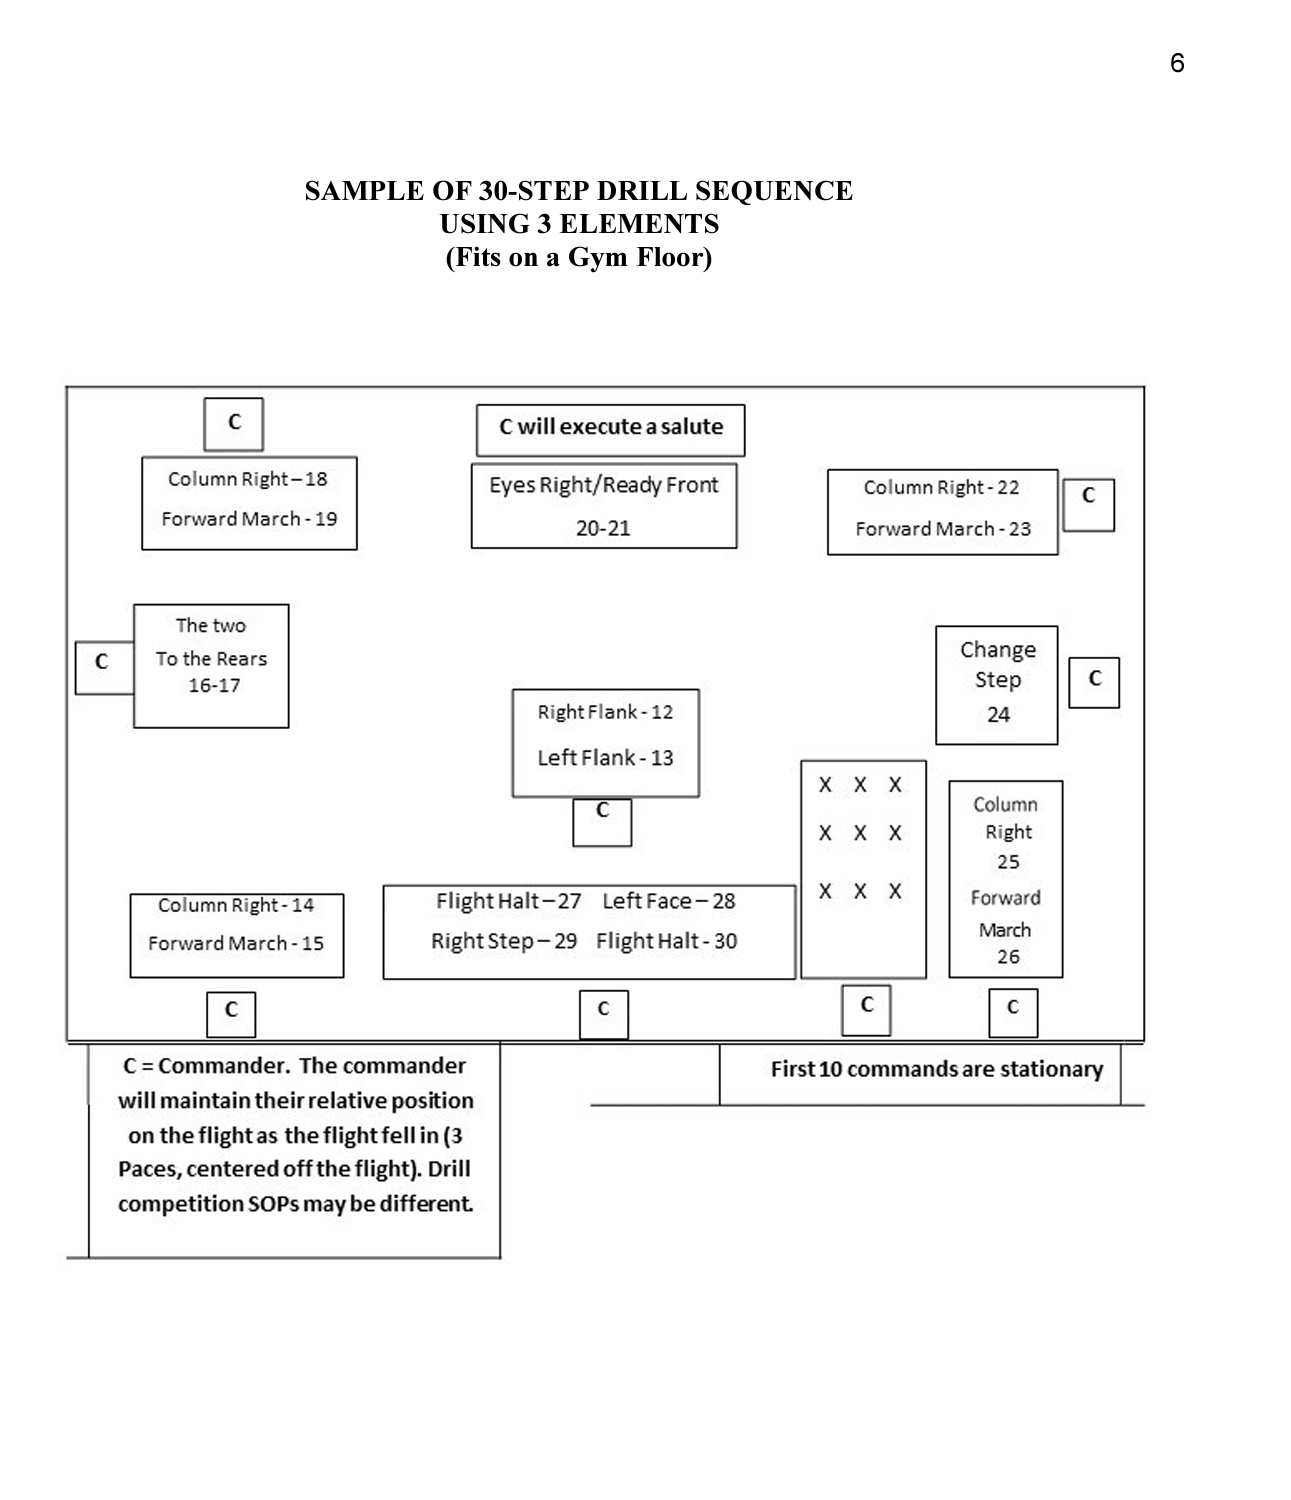 6
SAMPLE OF 30-STEP DRILL SEQUENCE
USING 3 ELEMENTS
(Fits on a Gym Floor)
C
C will execute a salute
Column Right – 18
Forward March - 19
Eyes Right/Ready Front
20-21
Column Right - 22
Forward March - 23
C
The two
To the Rears
16-17
C
Change
Step
24
C
Right Flank - 12
Left Flank - 13
C
X X X
X X X
X X X
Column
Right
25
Forward
March
26
Column Right - 14
Forward March - 15
Flight Halt – 27 Left Face – 28
Right Step – 29 Flight Halt - 30
C
C
C
C
C = Commander. The commander
will maintain their relative position
on the flight as the flight fell in (3
Paces, centered off the flight). Drill
competition SOPs may be different.
First 10 commands are stationary